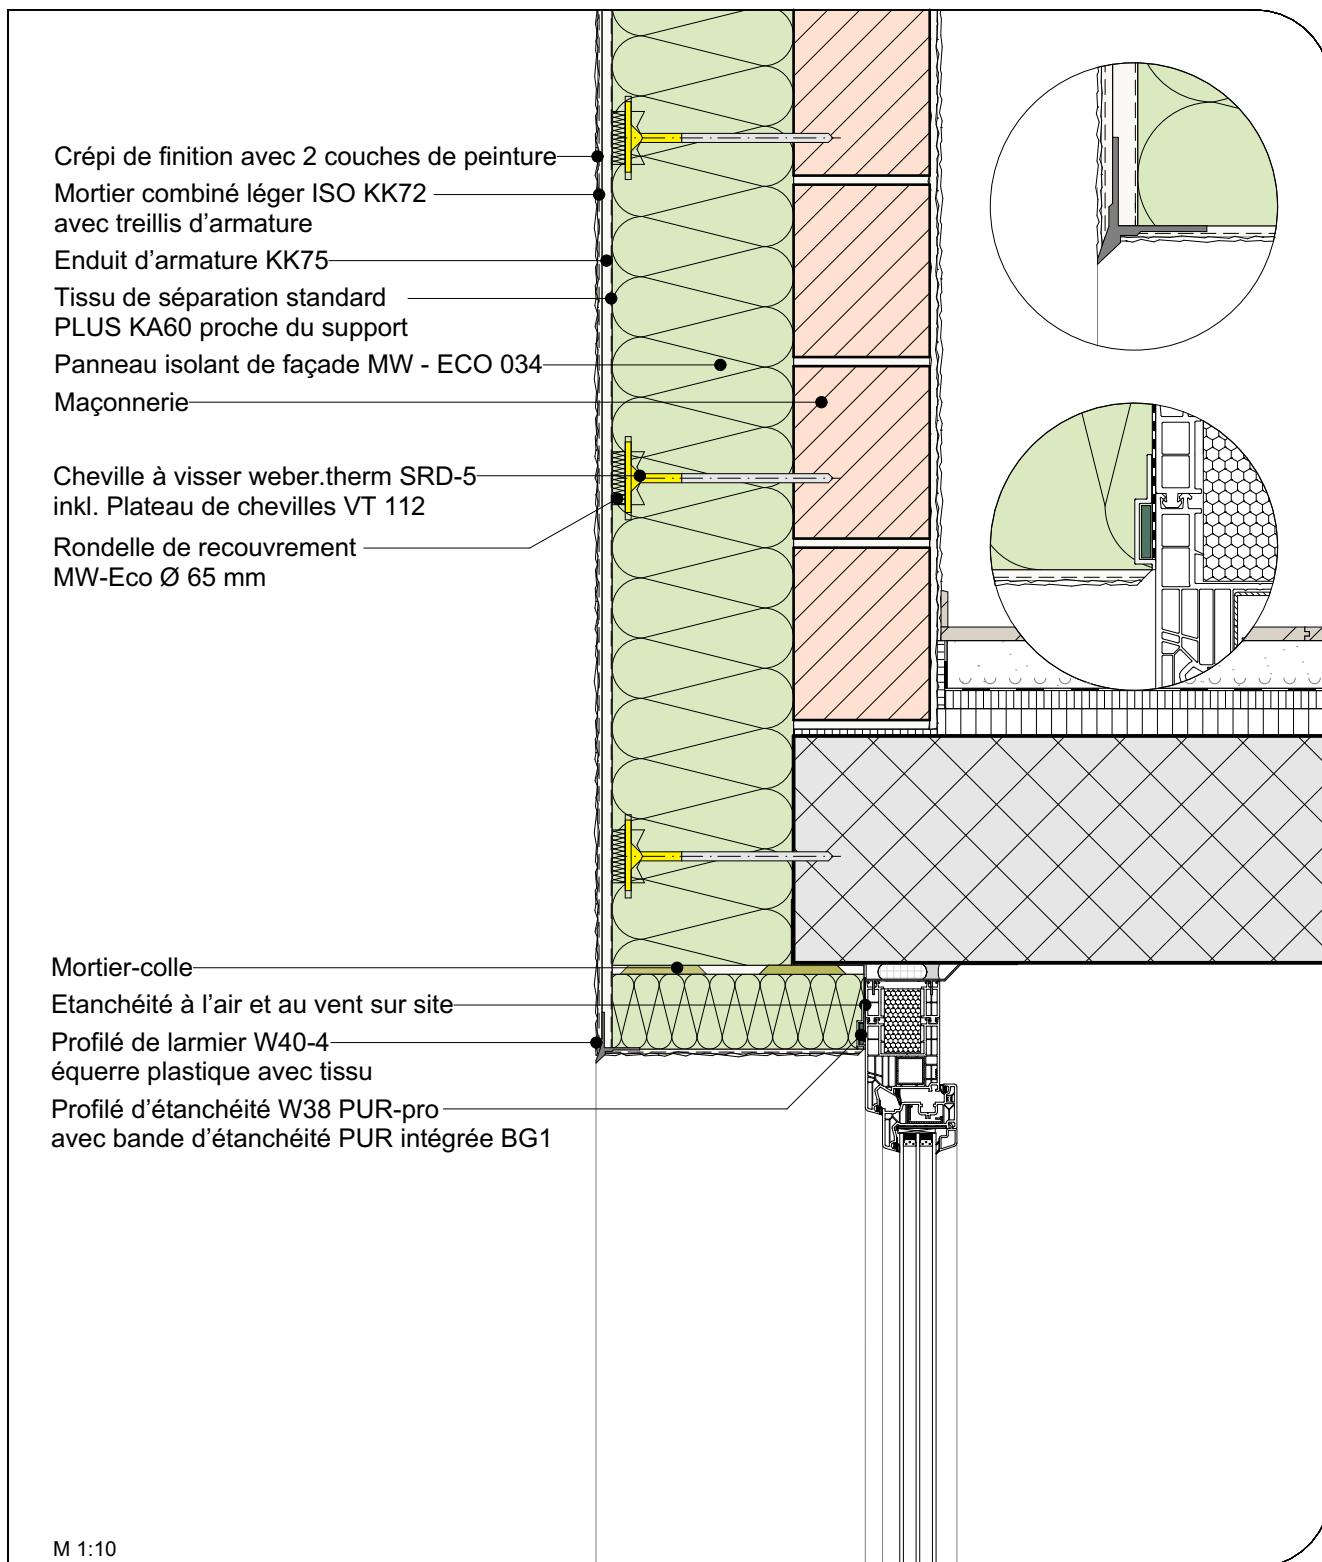 Crépi de finition avec 2 couches de peinture
Mortier combiné léger ISO KK72
avec treillis d’armature
Enduit d’armature KK75
Tissu de séparation standard
PLUS KA60 proche du support
Panneau isolant de façade MW - ECO 034
Maçonnerie
Cheville à visser weber.therm SRD-5
inkl. Plateau de chevilles VT 112
Rondelle de recouvrement
MW-Eco Ø 65 mm
Mortier-colle
Etanchéité à l’air et au vent sur site
Profilé de larmier W40-4
équerre plastique avec tissu
Profilé d’étanchéité W38 PUR-pro
avec bande d’étanchéité PUR intégrée BG1
M 1:10